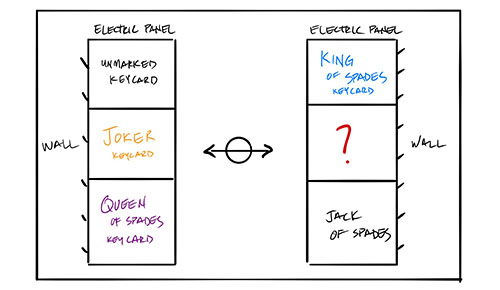 ELECTRIC PANEL
UNMARKED
KEYCARD
JOKER
KEYCARD
QUEEN
OF SPADES
KEYCARD
WALL
ELECTRIC PANEL
KING
OF SPADES
KEYCARD
?
JACK
OF SPADES
WALL